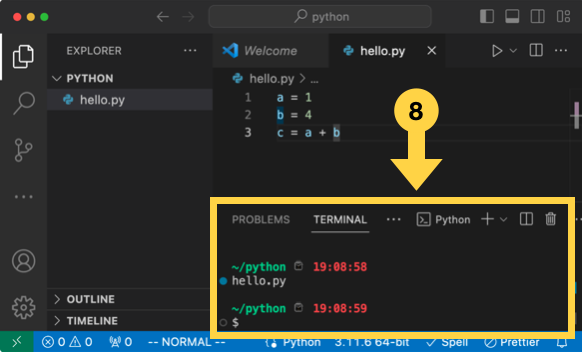 python
EXPLORER ...
PYTHON
hello.py
Welcome
hello.py
hello.py > ...
1 a = 1
2 b = 4
3 c = a + b
8
PROBLEMS TERMINAL ... Python
~/python 19:08:58
hello.py
~/python 19:08:59
$
OUTLINE
TIMELINE
0 0 0 -- NORMAL -- Python 3.11.6 64-bit Spell Prettier